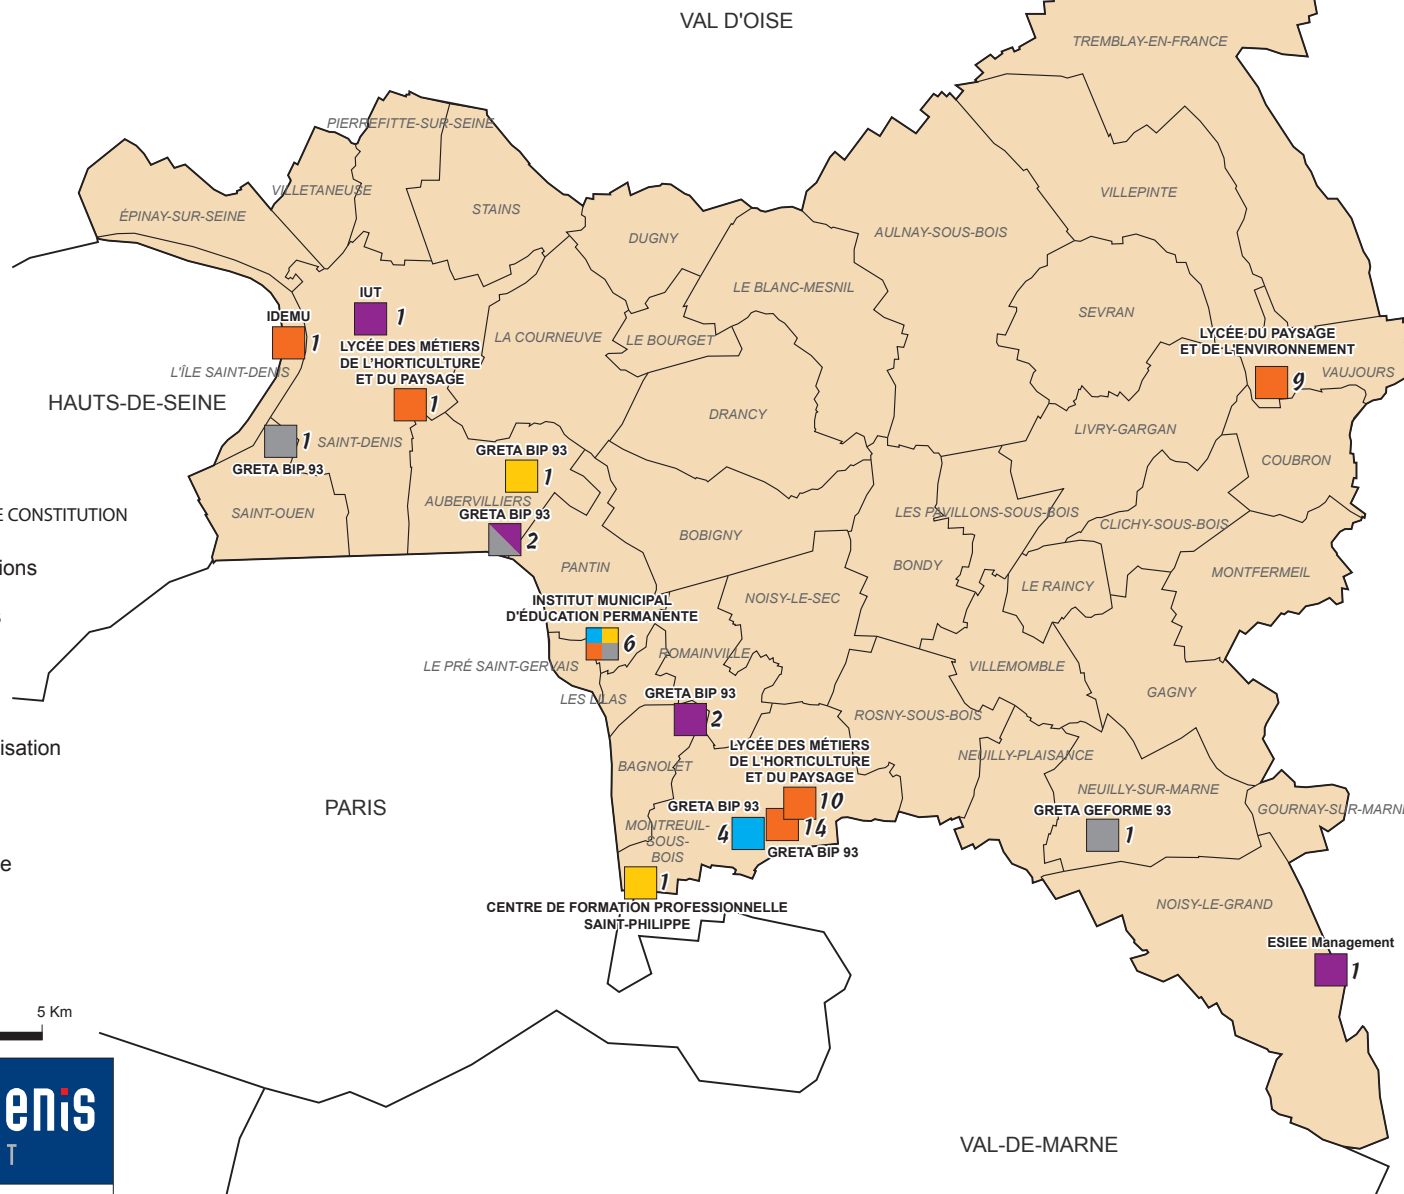 VAL D'OISE
TREMBLAY-EN-FRANCE
PIERREFITTE-SUR-SEINE
VILLETANEUSE
VILLEPINTE
STAINS
ÉPINAY-SUR-SEINE
AULNAY-SOUS-BOIS
DUGNY
LE BLANC-MESNIL
IUT
1
IDEMU
1
SEVRAN
LA COURNEUVE
LE BOURGET
LYCÉE DU PAYSAGE
ET DE L'ENVIRONNEMENT
9
VAUJOURS
LYCÉE DES MÉTIERS
DE L'HORTICULTURE
ET DU PAYSAGE
1
L'ÎLE SAINT-DENIS
HAUTS-DE-SEINE
DRANCY
LIVRY-GARGAN
1
GRETA BIP 93
SAINT-DENIS
GRETA BIP 93
1
COUBRON
AUBERVILLIERS
SAINT-OUEN
GRETA BIP 93
2
E CONSTITUTION
LES PAVILLONS-SOUS-BOIS
CLICHY-SOUS-BOIS
BOBIGNY
ions
PANTIN
BONDY
MONTFERMEIL
LE RAINCY
NOISY-LE-SEC
INSTITUT MUNICIPAL
D'ÉDUCATION PERMANENTE
6
ROMAINVILLE
LE PRÉ SAINT-GERVAIS
VILLEMOMBLE
GAGNY
LES LILAS
GRETA BIP 93
2
ROSNY-SOUS-BOIS
isation
LYCÉE DES MÉTIERS
DE L'HORTICULTURE
ET DU PAYSAGE
10
NEUILLY-PLAISANCE
BAGNOLET
NEUILLY-SUR-MARNE
PARIS
GRETA BIP 93
4
14
GRETA BIP 93
GRETA GEFORME 93
1
GOURNAY-SUR-MARNE
MONTREUIL-
SOUS-
BOIS
e
1
CENTRE DE FORMATION PROFESSIONNELLE
SAINT-PHILIPPE
NOISY-LE-GRAND
ESIEE Management
1
5 Km
enis
T
VAL-DE-MARNE